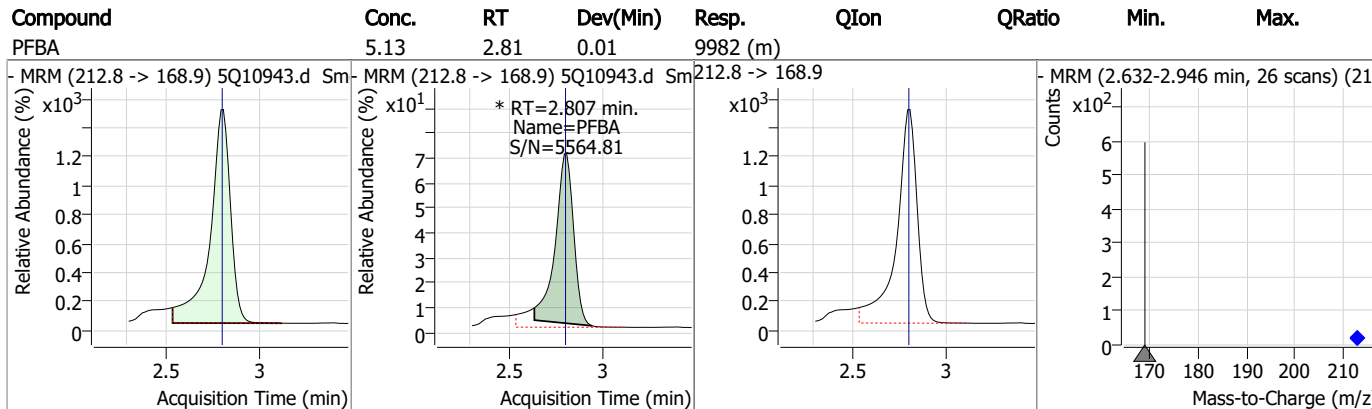 Compound Conc. RT Dev(Min) Resp. QIon QRatio Min. Max.
PFBA 5.13 2.81 0.01 9982 (m)
- MRM (212.8 -> 168.9) 5Q10943.d Sm
Relative Abundance (%)
x10³
1.2
1
0.8
0.6
0.4
0.2
0
2.5 3
Acquisition Time (min)
- MRM (212.8 -> 168.9) 5Q10943.d Sm
Relative Abundance (%)
x10¹
* RT=2.807 min.
Name=PFBA
S/N=5564.81
7
6
5
4
3
2
1
0
2.5 3
Acquisition Time (min)
212.8 -> 168.9
x10³
1.2
1
0.8
0.6
0.4
0.2
0
2.5 3
Acquisition Time (min)
- MRM (2.632-2.946 min, 26 scans) (21
Counts
x10²
6
5
4
3
2
1
0
170 180 190 200 210
Mass-to-Charge (m/z